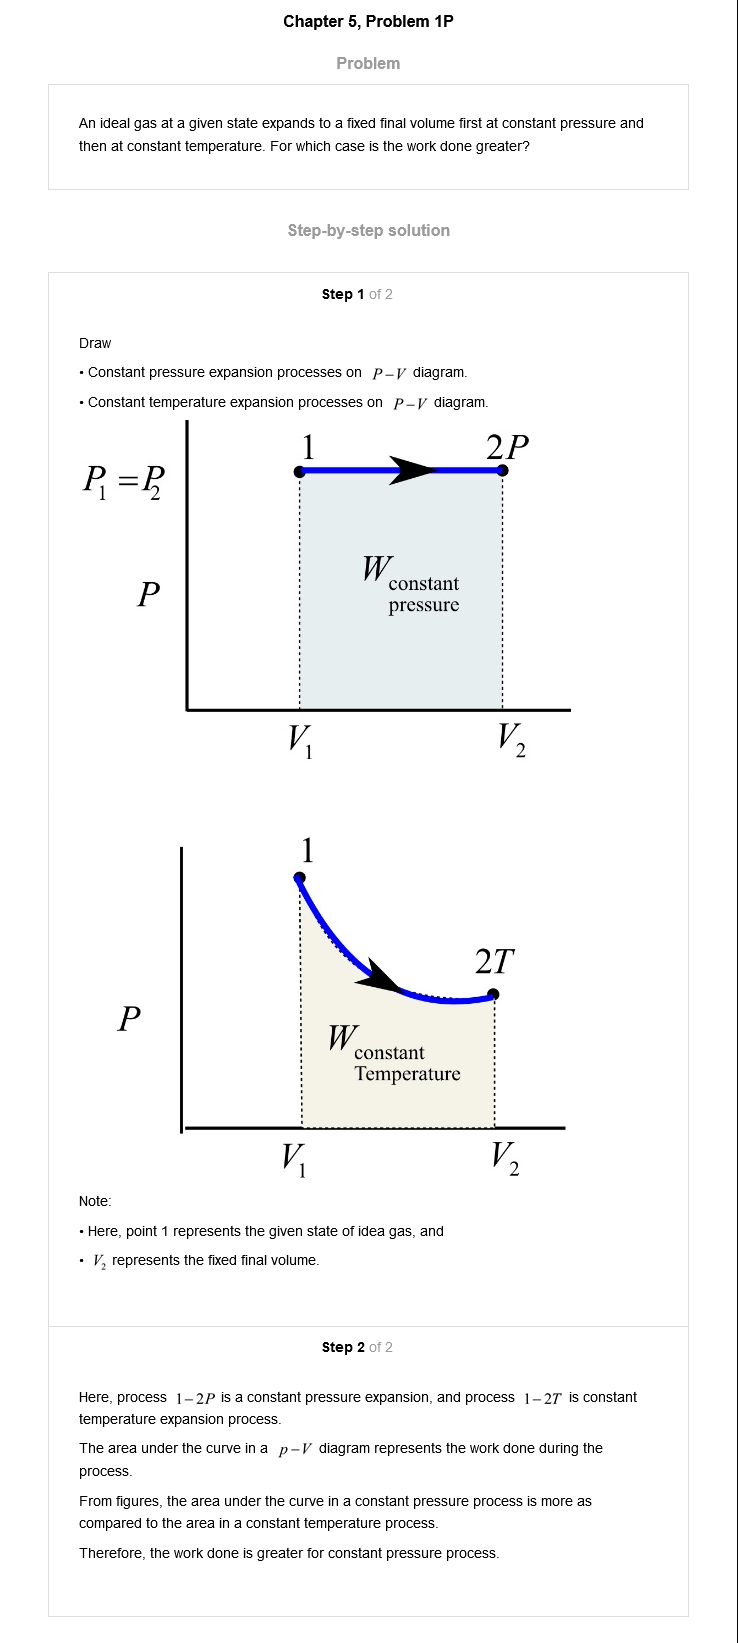 Chapter 5, Problem 1P
Problem
An ideal gas at a given state expands to a fixed final volume first at constant pressure and
then at constant temperature. For which case is the work done greater?
Step-by-step solution
Step 1 of 2
Draw
• Constant pressure expansion processes on P–V diagram.
• Constant temperature expansion processes on P–V diagram.
1 2P
P₁ = P₂
W constant
pressure
P
V₁ V₂
1
2T
P
W constant
Temperature
V₁ V₂
Note:
• Here, point 1 represents the given state of idea gas, and
• V₂ represents the fixed final volume.
Step 2 of 2
Here, process 1–2P is a constant pressure expansion, and process 1–2T is constant
temperature expansion process.
The area under the curve in a p–V diagram represents the work done during the
process.
From figures, the area under the curve in a constant pressure process is more as
compared to the area in a constant temperature process.
Therefore, the work done is greater for constant pressure process.